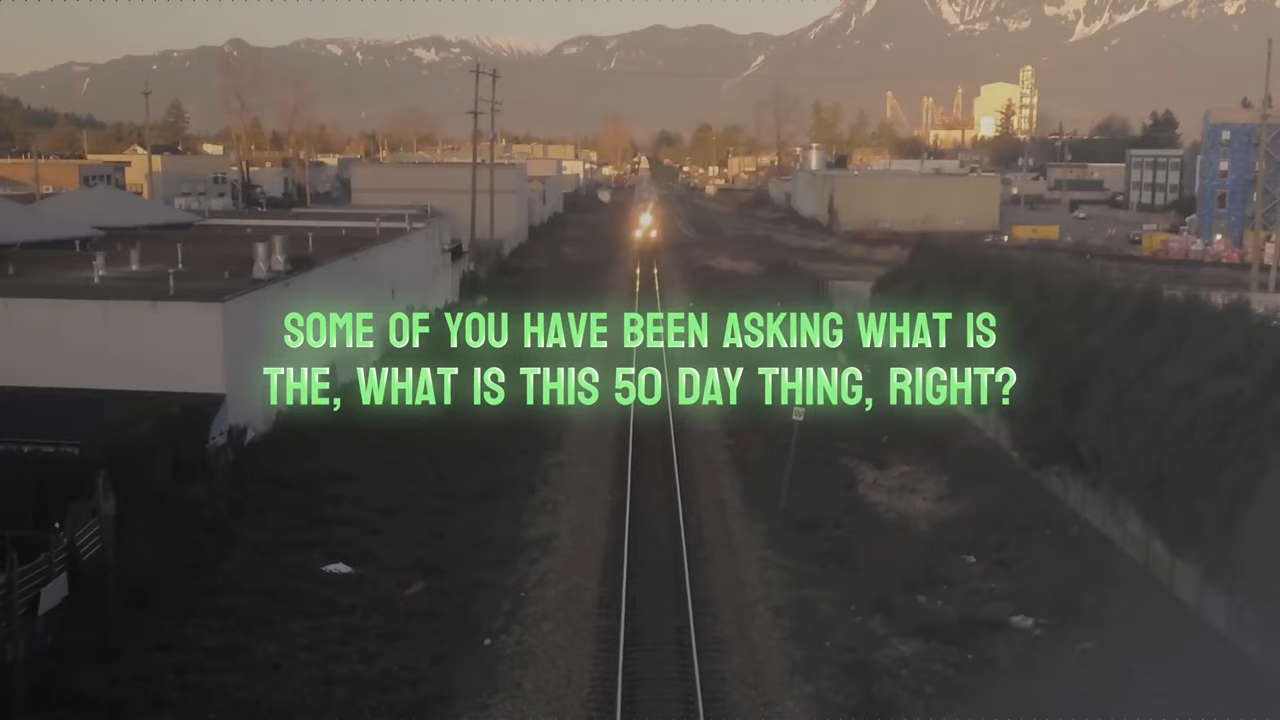 SOME OF YOU HAVE BEEN ASKING WHAT IS
THE, WHAT IS THIS 50 DAY THING, RIGHT?